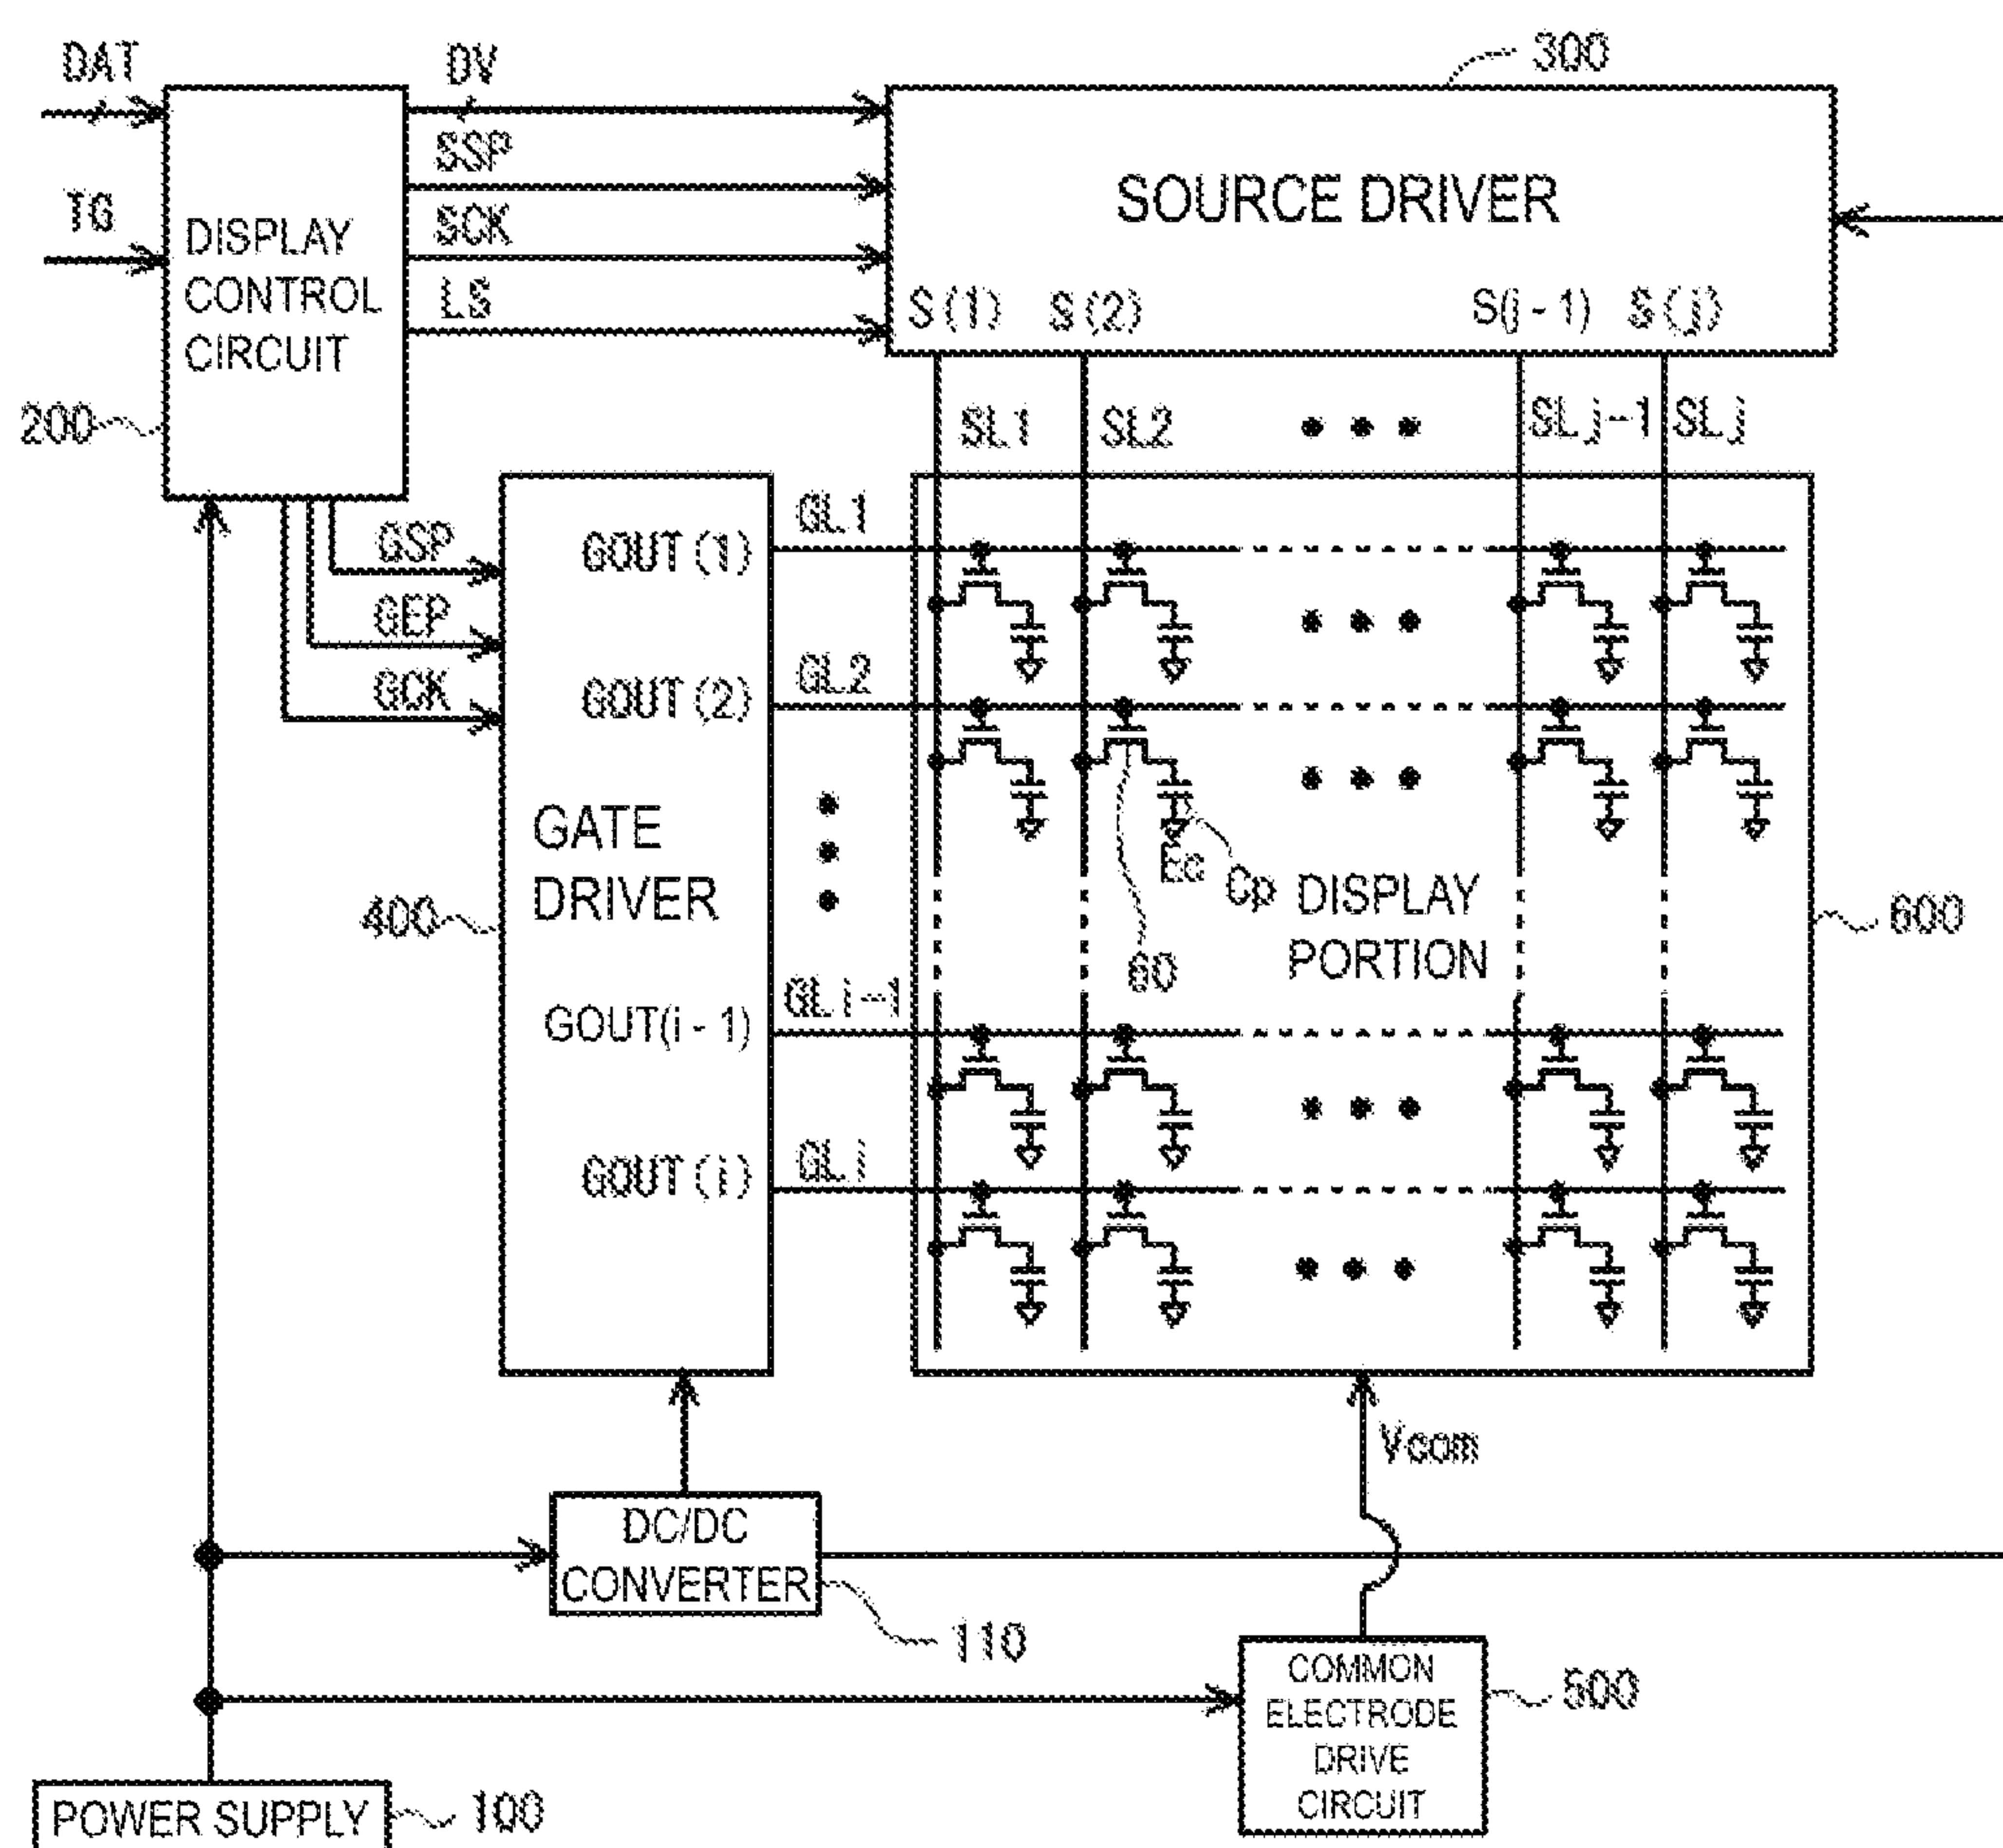 DAT
DV
300
SSP
SOURCE DRIVER
TG
DISPLAY
CONTROL
CIRCUIT
SCK
LS
S(1) S(2) S(j - 1) S(j)
200
SL1 SL2 SLj-1 SLj
GSP
GEP
GCK
GOUT(1)
GL1
GOUT(2)
GL2
GATE
DRIVER
400
Ec
Cp
60
DISPLAY
PORTION
600
GOUT(i - 1)
GLi-1
GOUT(i)
GLi
Vcom
DC/DC
CONVERTER
110
COMMON
ELECTRODE
DRIVE
CIRCUIT
500
POWER SUPPLY
100